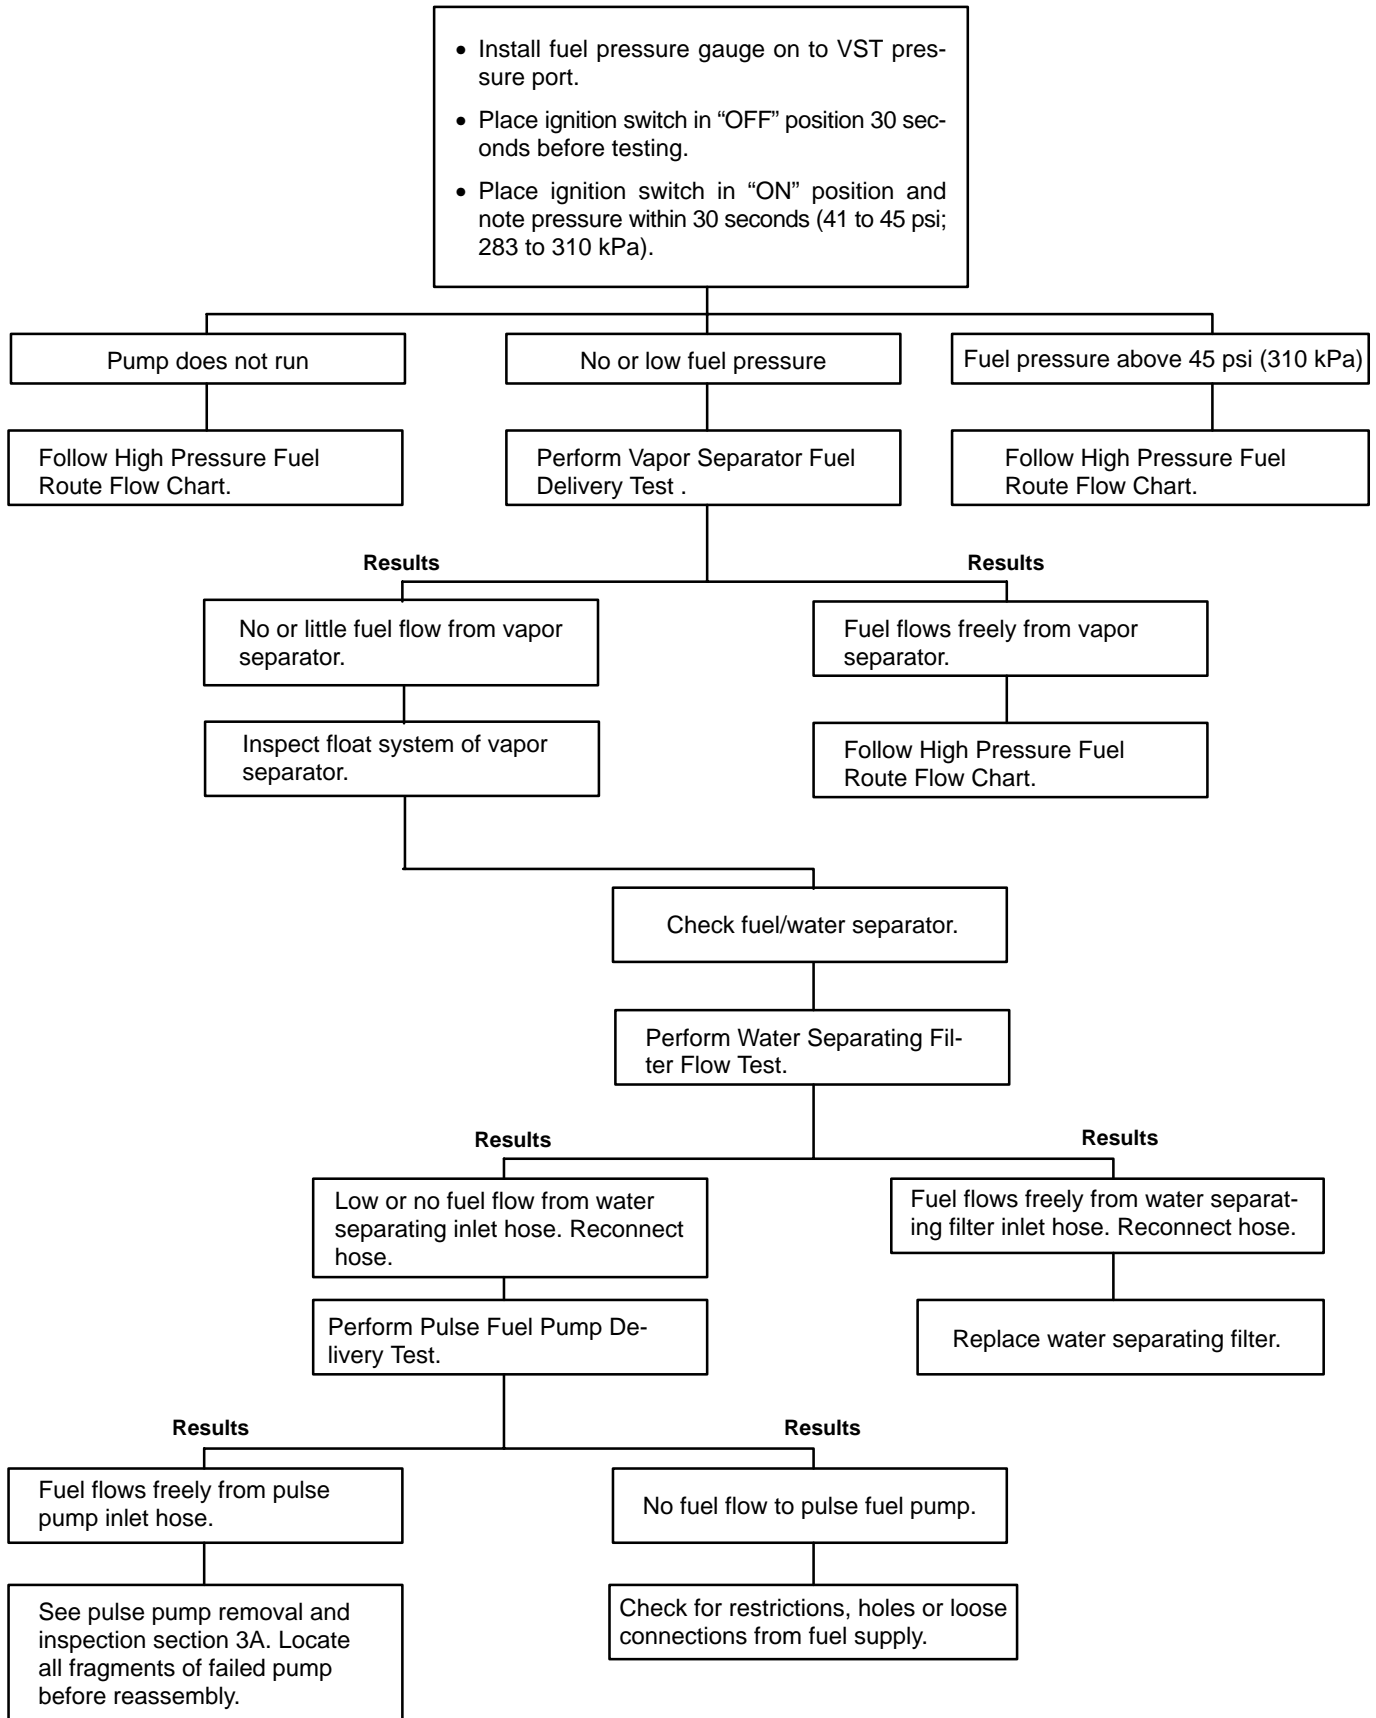 • Install fuel pressure gauge on to VST pres-
sure port.
• Place ignition switch in “OFF” position 30 sec-
onds before testing.
• Place ignition switch in “ON” position and
note pressure within 30 seconds (41 to 45 psi;
283 to 310 kPa).
Pump does not run
No or low fuel pressure
Fuel pressure above 45 psi (310 kPa)
Follow High Pressure Fuel
Route Flow Chart.
Perform Vapor Separator Fuel
Delivery Test .
Follow High Pressure Fuel
Route Flow Chart.
Results
Results
No or little fuel flow from vapor
separator.
Fuel flows freely from vapor
separator.
Inspect float system of vapor
separator.
Follow High Pressure Fuel
Route Flow Chart.
Check fuel/water separator.
Perform Water Separating Fil-
ter Flow Test.
Results
Results
Low or no fuel flow from water
separating inlet hose. Reconnect
hose.
Fuel flows freely from water separat-
ing filter inlet hose. Reconnect hose.
Perform Pulse Fuel Pump De-
livery Test.
Replace water separating filter.
Results
Results
Fuel flows freely from pulse
pump inlet hose.
No fuel flow to pulse fuel pump.
See pulse pump removal and
inspection section 3A. Locate
all fragments of failed pump
before reassembly.
Check for restrictions, holes or loose
connections from fuel supply.